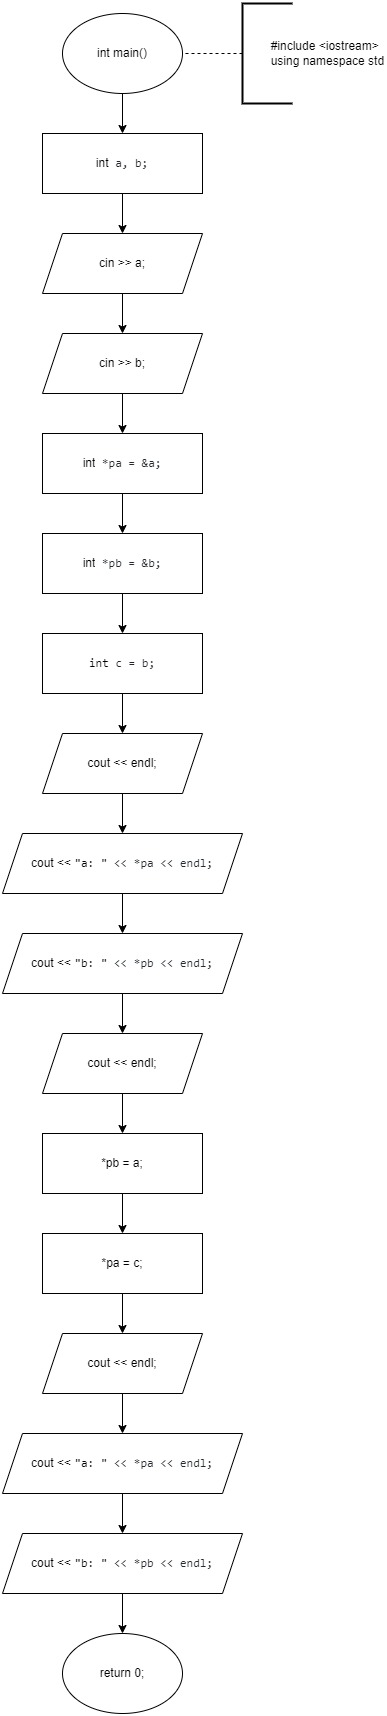 int main()
#include <iostream>
using namespace std
int a, b;
cin >> a;
cin >> b;
int *pa = &a;
int *pb = &b;
int c = b;
cout << endl;
cout << "a: " << *pa << endl;
cout << "b: " << *pb << endl;
cout << endl;
*pb = a;
*pa = c;
cout << endl;
cout << "a: " << *pa << endl;
cout << "b: " << *pb << endl;
return 0;